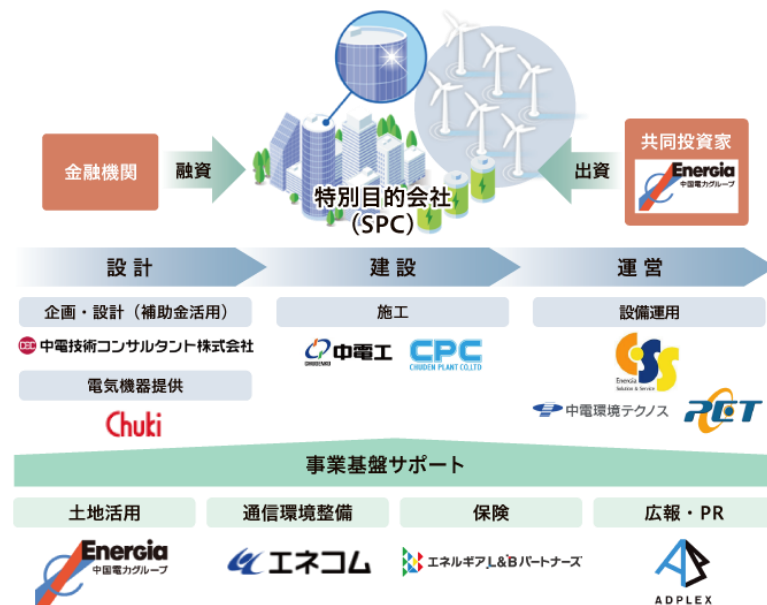 金融機関
融資
特別目的会社
(SPC)
出資
共同投資家
Energia
中国電力グループ
設計
建設
運営
企画・設計(補助金活用)
施工
設備運用
中電技術コンサルタント株式会社
中電工
CPC
CHUDEN PLANT CO.,LTD
CSS
Energia
Solution & Service
電気機器提供
Chuki
中電環境テクノス
PET
事業基盤サポート
土地活用
通信環境整備
保険
広報・PR
Energia
中国電力グループ
エネコム
エネルギアL&Bパートナーズ
ADPLEX